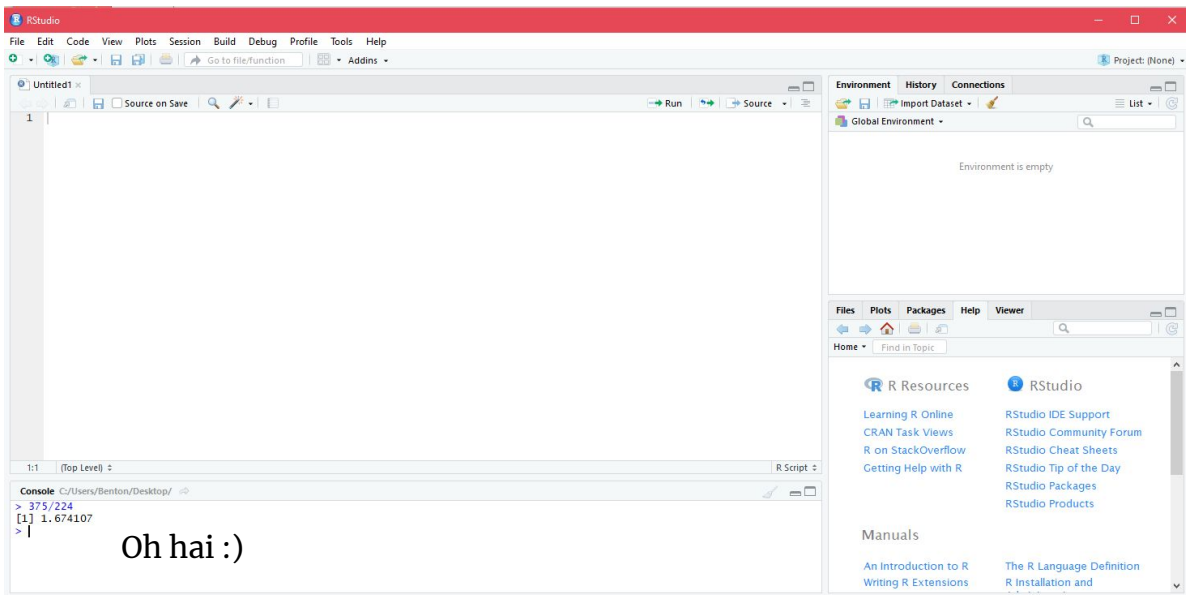 RStudio
File Edit Code View Plots Session Build Debug Profile Tools Help
Go to file/function Addins
Project: (None)
Untitled1
Source on Save Run Source
1
1:1 (Top Level) R Script
Console C:/Users/Benton/Desktop/
> 375/224
[1] 1.674107
>
Oh hai :)
Environment History Connections
Import Dataset List
Global Environment
Environment is empty
Files Plots Packages Help Viewer
Home Find in Topic
R Resources
Learning R Online
CRAN Task Views
R on StackOverflow
Getting Help with R
RStudio
RStudio IDE Support
RStudio Community Forum
RStudio Cheat Sheets
RStudio Tip of the Day
RStudio Packages
RStudio Products
Manuals
An Introduction to R The R Language Definition
Writing R Extensions R Installation and